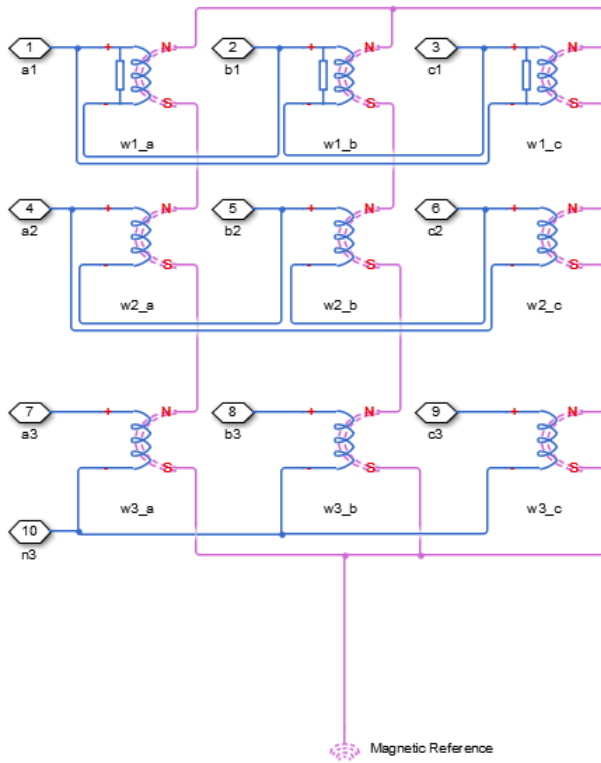 1 + N 2 + N 3 + N
a1 b1 c1
- S - S - S
w1_a w1_b w1_c
4 + N 5 + N 6 + N
a2 b2 c2
- S - S - S
w2_a w2_b w2_c
7 + N 8 + N 9 + N
a3 b3 c3
- S - S - S
w3_a w3_b w3_c
10
n3
Magnetic Reference